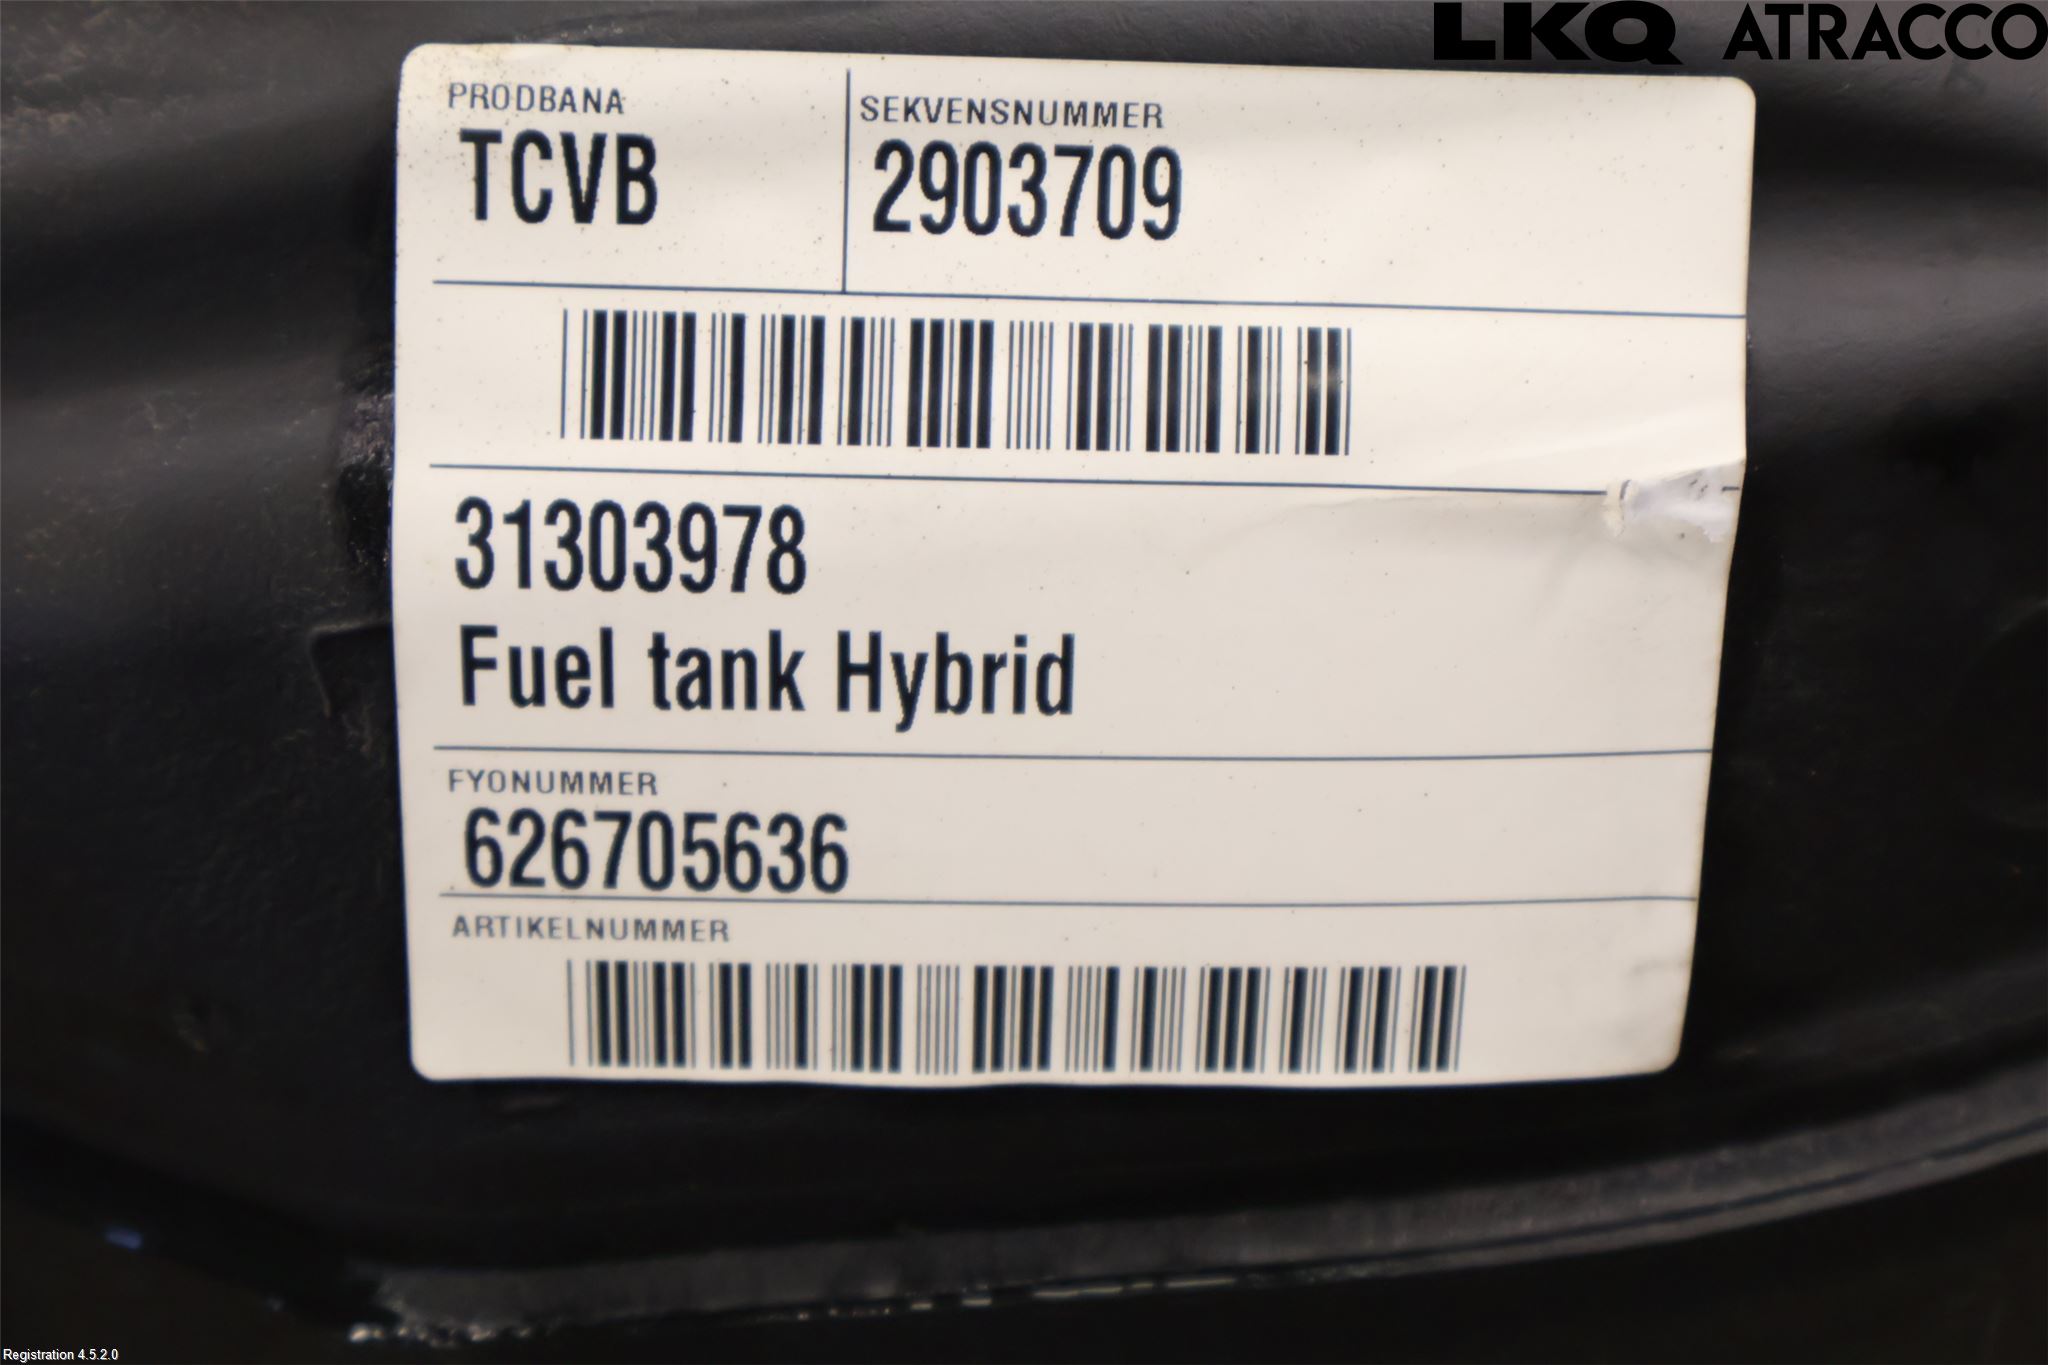 LKQ ATRACCO
PRODBANA
TCVB
SEKVENSNUMMER
2903709
31303978
Fuel tank Hybrid
FYONUMMER
626705636
ARTIKELNUMMER
Registration 4.5.2.0